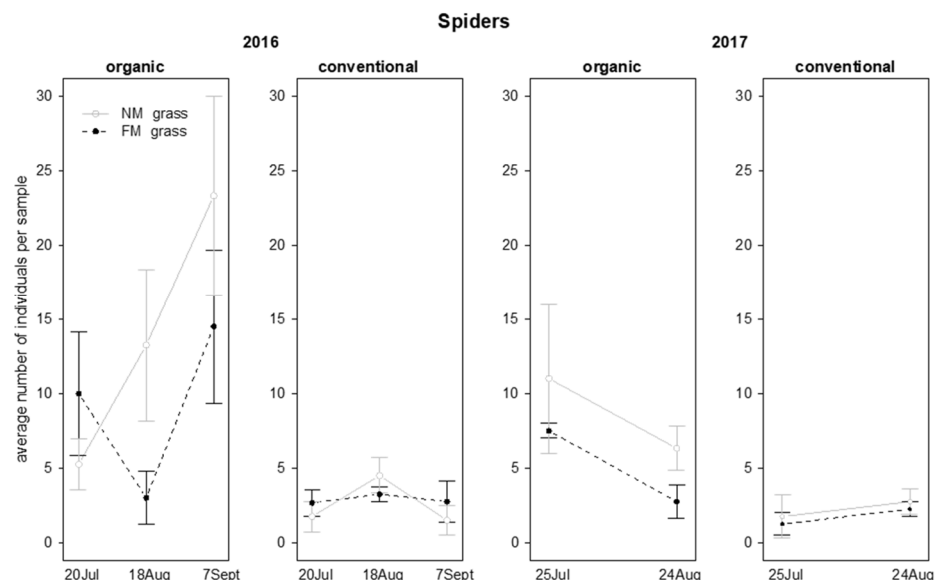 Spiders
2016
2017
organic
conventional
organic
conventional
average number of individuals per sample
NM grass
FM grass
30
25
20
15
10
5
0
20Jul 18Aug 7Sept
30
25
20
15
10
5
0
20Jul 18Aug 7Sept
30
25
20
15
10
5
0
25Jul 24Aug
30
25
20
15
10
5
0
25Jul 24Aug